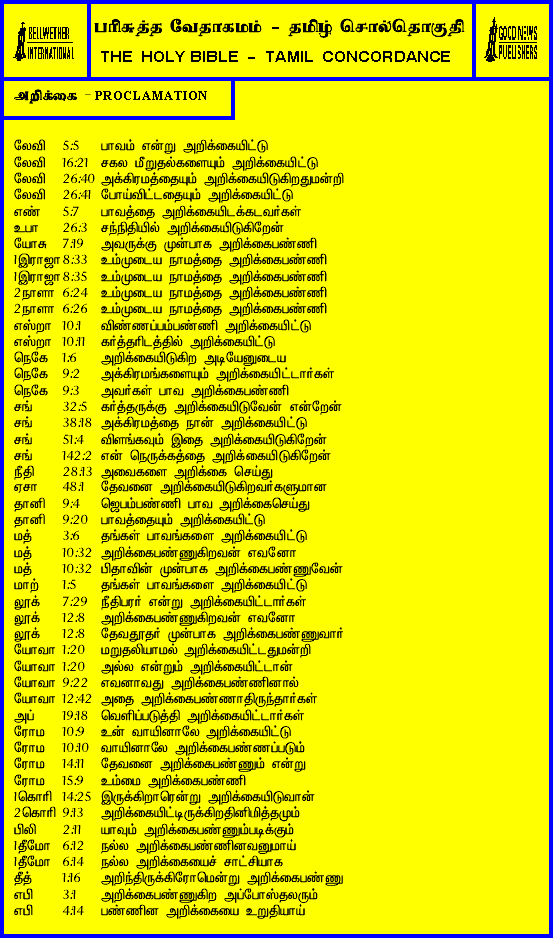 BELLWETHER
INTERNATIONAL
பரிசுத்த வேதாகமம் - தமிழ் சொல்தொகுதி
THE HOLY BIBLE - TAMIL CONCORDANCE
GOOD NEWS
PUBLISHERS
அறிக்கை - PROCLAMATION
லேவி 5:5 பாவம் என்று அறிக்கையிட்டு
லேவி 16:21 சகல மீறுதல்களையும் அறிக்கையிட்டு
லேவி 26:40 அக்கிரமத்தையும் அறிக்கையிடுகிறதுமன்றி
லேவி 26:41 போய்விட்டதையும் அறிக்கையிட்டு
எண் 5:7 பாவத்தை அறிக்கையிடக்கடவர்கள்
உபா 26:3 சந்நிதியில் அறிக்கையிடுகிறேன்
யோசு 7:19 அவருக்கு முன்பாக அறிக்கைபண்ணி
1இராஜா 8:33 உம்முடைய நாமத்தை அறிக்கைபண்ணி
1இராஜா 8:35 உம்முடைய நாமத்தை அறிக்கைபண்ணி
2நாளா 6:24 உம்முடைய நாமத்தை அறிக்கைபண்ணி
2நாளா 6:26 உம்முடைய நாமத்தை அறிக்கைபண்ணி
எஸ்றா 10:1 விண்ணப்பம்பண்ணி அறிக்கையிட்டு
எஸ்றா 10:11 கர்த்தரிடத்தில் அறிக்கையிட்டு
நெகே 1:6 அறிக்கையிடுகிற அடியேனுடைய
நெகே 9:2 அக்கிரமங்களையும் அறிக்கையிட்டார்கள்
நெகே 9:3 அவர்கள் பாவ அறிக்கைபண்ணி
சங் 32:5 கர்த்தருக்கு அறிக்கையிடுவேன் என்றேன்
சங் 38:18 அக்கிரமத்தை நான் அறிக்கையிட்டு
சங் 51:4 விளங்கவும் இதை அறிக்கையிடுகிறேன்
சங் 142:2 என் நெருக்கத்தை அறிக்கையிடுகிறேன்
நீதி 28:13 அவைகளை அறிக்கை செய்து
ஏசா 48:1 தேவனை அறிக்கையிடுகிறவர்களுமான
தானி 9:4 ஜெபம்பண்ணி பாவ அறிக்கைசெய்து
தானி 9:20 பாவத்தையும் அறிக்கையிட்டு
மத் 3:6 தங்கள் பாவங்களை அறிக்கையிட்டு
மத் 10:32 அறிக்கைபண்ணுகிறவன் எவனோ
மத் 10:32 பிதாவின் முன்பாக அறிக்கைபண்ணுவேன்
மாற் 1:5 தங்கள் பாவங்களை அறிக்கையிட்டு
லூக் 7:29 நீதிபரர் என்று அறிக்கையிட்டார்கள்
லூக் 12:8 அறிக்கைபண்ணுகிறவன் எவனோ
லூக் 12:8 தேவதூதர் முன்பாக அறிக்கைபண்ணுவார்
யோவா 1:20 மறுதலியாமல் அறிக்கையிட்டதுமன்றி
யோவா 1:20 அல்ல என்றும் அறிக்கையிட்டான்
யோவா 9:22 எவனாவது அறிக்கைபண்ணினால்
யோவா 12:42 அதை அறிக்கைபண்ணாதிருந்தார்கள்
அப் 19:18 வெளிப்படுத்தி அறிக்கையிட்டார்கள்
ரோம 10:9 உன் வாயினாலே அறிக்கையிட்டு
ரோம 10:10 வாயினாலே அறிக்கைபண்ணப்படும்
ரோம 14:11 தேவனை அறிக்கைபண்ணும் என்று
ரோம 15:9 உம்மை அறிக்கைபண்ணி
1கொரி 14:25 இருக்கிறாரென்று அறிக்கையிடுவான்
2கொரி 9:13 அறிக்கையிட்டிருக்கிறதினிமித்தமும்
பிலி 2:11 யாவும் அறிக்கைபண்ணும்படிக்கும்
1தீமோ 6:12 நல்ல அறிக்கைபண்ணினவனுமாய்
1தீமோ 6:14 நல்ல அறிக்கையைச் சாட்சியாக
தீத் 1:16 அறிந்திருக்கிரோமென்று அறிக்கைபண்ணு
எபி 3:1 அறிக்கைபண்ணுகிற அப்போஸ்தலரும்
எபி 4:14 பண்ணின அறிக்கையை உறுதியாய்